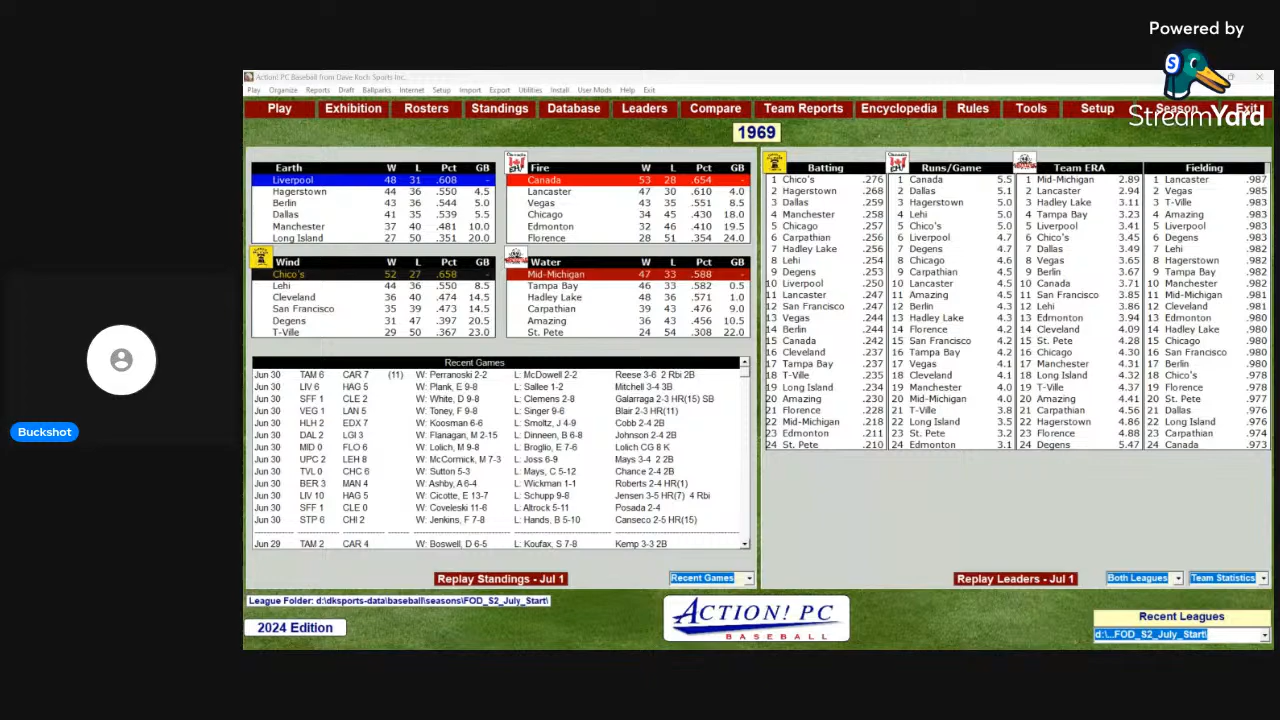 Powered by
StreamYard
Action! PC Baseball from Dave Koch Sports Inc...
Play Organize Reports Draft Ballparks Internet Setup Import Export Utilities Install User Mods Help Exit
Play Exhibition Rosters Standings Database Leaders Compare Team Reports Encyclopedia Rules Tools Setup Season Exit
1969
Earth W L Pct GB
Liverpool 48 31 .608 -
Hagerstown 44 36 .550 4.5
Berlin 43 36 .544 5.0
Dallas 41 35 .539 5.5
Manchester 37 40 .481 10.0
Long Island 27 50 .351 20.0
Fire W L Pct GB
Canada 53 28 .654 -
Lancaster 47 30 .610 4.0
Vegas 43 35 .551 8.5
Chicago 34 45 .430 18.0
Edmonton 32 46 .410 19.5
Florence 28 51 .354 24.0
Wind W L Pct GB
Chico's 52 27 .658 -
Lehi 44 36 .550 8.5
Cleveland 36 40 .474 14.5
San Francisco 35 39 .473 14.5
Degens 31 47 .397 20.5
T-Ville 29 50 .367 23.0
Water W L Pct GB
Mid-Michigan 47 33 .588 -
Tampa Bay 46 33 .582 0.5
Hadley Lake 48 36 .571 1.0
Carpathian 39 43 .476 9.0
Amazing 36 43 .456 10.5
St. Pete 24 54 .308 22.0
Recent Games
Jun 30 TAM 6 CAR 7 (11) W: Perranoski 2-2 L: McDowell 2-2 Reese 3-6 2 Rbi 2B
Jun 30 LIV 6 HAG 5 W: Plank, E 9-8 L: Sallee 1-2 Mitchell 3-4 3B
Jun 30 SFF 1 CLE 2 W: White, D 9-8 L: Clemens 2-8 Galarraga 2-3 HR(15) SB
Jun 30 VEG 1 LAN 5 W: Toney, F 9-8 L: Singer 9-6 Blair 2-3 HR(11)
Jun 30 HLH 2 EDX 7 W: Koosman 6-6 L: Smoltz, J 4-9 Cobb 2-4 2B
Jun 30 DAL 2 LGI 3 W: Flanagan, M 2-15 L: Dinneen, B 6-8 Johnson 2-4 2B
Jun 30 MID 0 FLO 6 W: Lolich, M 9-8 L: Broglio, E 7-6 Lolich CG 8 K
Jun 30 UPC 2 LEH 8 W: McCormick, M 7-3 L: Joss 6-9 Mays 3-4 2 2B
Jun 30 TVL 0 CHC 6 W: Sutton 5-3 L: Mays, C 5-12 Chance 2-4 2B
Jun 30 BER 3 MAN 4 W: Ashby, A 6-4 L: Wickman 1-1 Roberts 2-4 HR(1)
Jun 30 LIV 10 HAG 5 W: Cicotte, E 13-7 L: Schupp 9-8 Jensen 3-5 HR(7) 4 Rbi
Jun 30 SFF 1 CLE 0 W: Coveleski 11-6 L: Altrock 5-11 Posada 2-4
Jun 30 STP 6 CHI 2 W: Jenkins, F 7-8 L: Hands, B 5-10 Canseco 2-5 HR(15)
Jun 29 TAM 2 CAR 4 W: Boswell, D 6-5 L: Koufax, S 7-8 Kemp 3-3 2B
Replay Standings - Jul 1 Recent Games
Batting Runs/Game Team ERA Fielding
1 Chico's .276 1 Canada 5.5 1 Mid-Michigan 2.89 1 Lancaster .987
2 Hagerstown .268 2 Dallas 5.1 2 Lancaster 2.94 2 Vegas .985
3 Dallas .259 3 Hagerstown 5.0 3 Hadley Lake 3.11 3 T-Ville .983
4 Manchester .258 4 Lehi 5.0 4 Tampa Bay 3.23 4 Amazing .983
5 Chicago .257 5 Chico's 5.0 5 Liverpool 3.41 5 Liverpool .983
6 Carpathian .256 6 Liverpool 4.7 6 Chico's 3.45 6 Degens .983
7 Hadley Lake .256 7 Degens 4.7 7 Dallas 3.49 7 Lehi .982
8 Lehi .254 8 Chicago 4.6 8 Vegas 3.65 8 Hagerstown .982
9 Degens .253 9 Carpathian 4.5 9 Berlin 3.67 9 Tampa Bay .982
10 Liverpool .250 10 Lancaster 4.5 10 Canada 3.71 10 Manchester .982
11 Lancaster .247 11 Amazing 4.5 11 San Francisco 3.85 11 Mid-Michigan .981
12 San Francisco .247 12 Berlin 4.3 12 Lehi 3.86 12 Cleveland .981
13 Vegas .244 13 Hadley Lake 4.3 13 Edmonton 3.94 13 Edmonton .980
14 Berlin .244 14 Florence 4.2 14 Cleveland 4.09 14 Hadley Lake .980
15 Canada .242 15 San Francisco 4.2 15 St. Pete 4.28 15 Chicago .980
16 Cleveland .237 16 Tampa Bay 4.2 16 Chicago 4.30 16 San Francisco .980
17 Tampa Bay .237 17 Vegas 4.1 17 Manchester 4.31 17 Berlin .980
18 T-Ville .235 18 Cleveland 4.0 18 Long Island 4.32 18 Chico's .978
19 Long Island .234 19 Manchester 4.0 19 T-Ville 4.37 19 Florence .978
20 Amazing .230 20 Mid-Michigan 4.0 20 Amazing 4.41 20 St. Pete .977
21 Florence .228 21 T-Ville 3.8 21 Carpathian 4.56 21 Dallas .976
22 Mid-Michigan .218 22 Long Island 3.5 22 Hagerstown 4.86 22 Long Island .976
23 Edmonton .211 23 St. Pete 3.2 23 Florence 4.88 23 Carpathian .974
24 St. Pete .210 24 Edmonton 3.1 24 Degens 5.47 24 Canada .973
Replay Leaders - Jul 1 Both Leagues Team Statistics
League Folder: d:\dksports-data\baseball\seasons\FOD_S2_July_Start\
2024 Edition
ACTION! PC
BASEBALL
Recent Leagues
d:\...FOD_S2_July_Start\
Buckshot